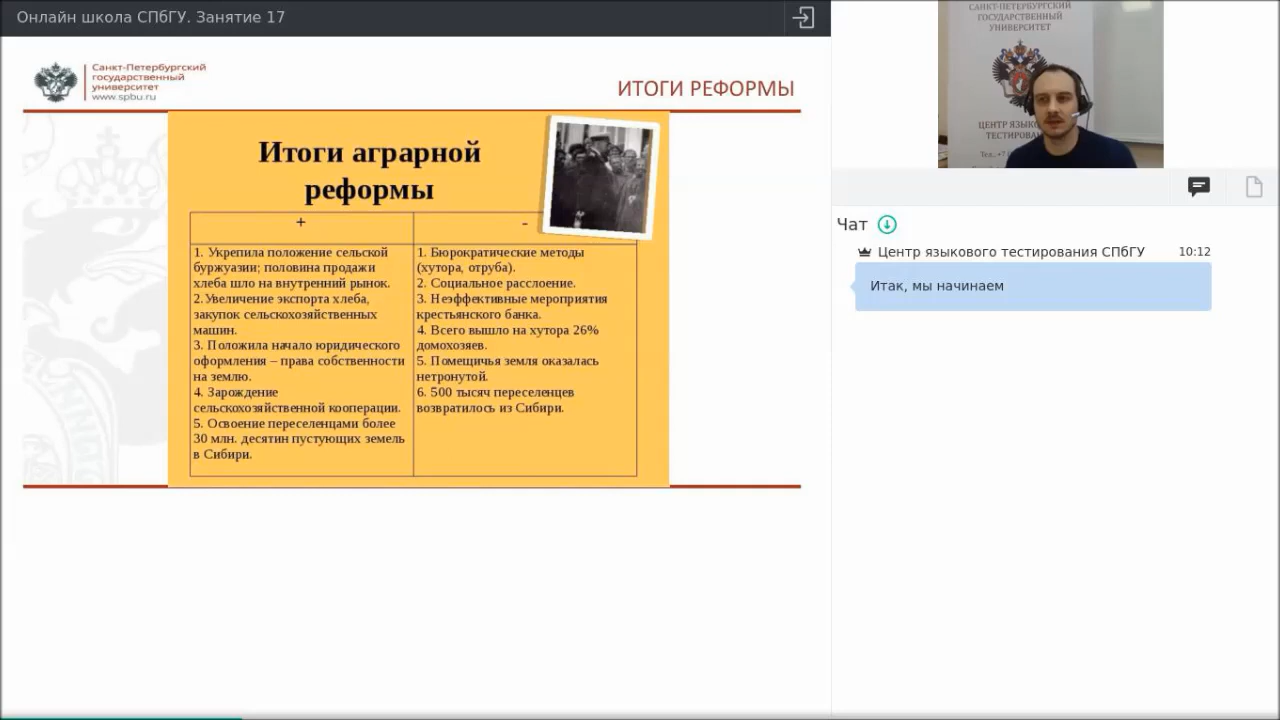 Онлайн школа СПбГУ. Занятие 17
Санкт-Петербургский
государственный
университет
www.spbu.ru
ИТОГИ РЕФОРМЫ
Итоги аграрной
реформы
+
-
1. Укрепила положение сельской
буржуазии; половина продажи
хлеба шло на внутренний рынок.
2.Увеличение экспорта хлеба,
закупок сельскохозяйственных
машин.
3. Положила начало юридического
оформления – права собственности
на землю.
4. Зарождение
сельскохозяйственной кооперации.
5. Освоение переселенцами более
30 млн. десятин пустующих земель
в Сибири.
1. Бюрократические методы
(хутора, отруба).
2. Социальное расслоение.
3. Неэффективные мероприятия
крестьянского банка.
4. Всего вышло на хутора 26%
домохозяев.
5. Помещичья земля оказалась
нетронутой.
6. 500 тысяч переселенцев
возвратилось из Сибири.
САНКТ-ПЕТЕРБУРГСКИЙ
ГОСУДАРСТВЕННЫЙ
УНИВЕРСИТЕТ
ЦЕНТР
Чат
Центр языкового тестирования СПбГУ
10:12
Итак, мы начинаем